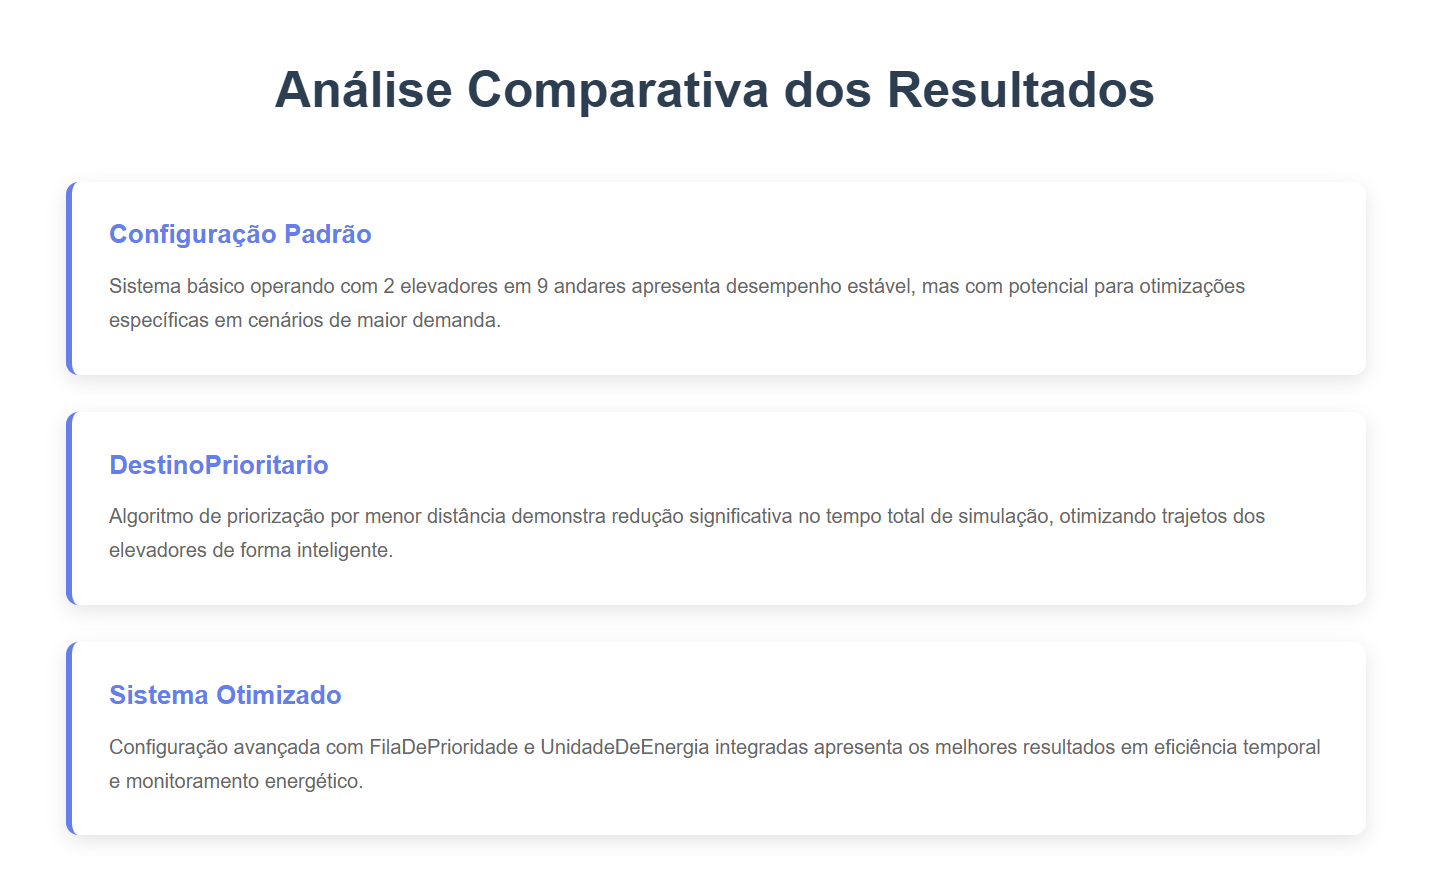 Análise Comparativa dos Resultados
Configuração Padrão
Sistema básico operando com 2 elevadores em 9 andares apresenta desempenho estável, mas com potencial para otimizações
específicas em cenários de maior demanda.
DestinoPrioritario
Algoritmo de priorização por menor distância demonstra redução significativa no tempo total de simulação, otimizando trajetos dos
elevadores de forma inteligente.
Sistema Otimizado
Configuração avançada com FilaDePrioridade e UnidadeDeEnergia integradas apresenta os melhores resultados em eficiência temporal
e monitoramento energético.